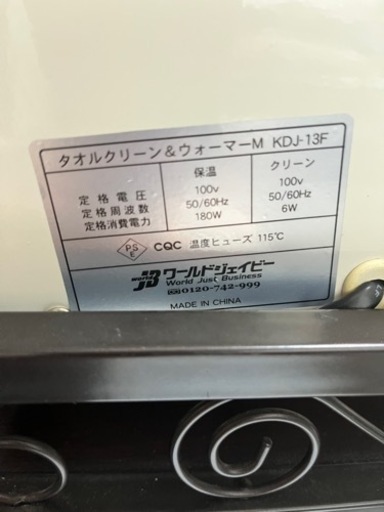 タオルクリーン＆ウォーマーM KDJ-13F
保温 クリーン
定格電圧 100v 100v
定格周波数 50/60Hz 50/60Hz
定格消費電力 180W 6W
PS E CQC 温度ヒューズ 115℃
world JB ワールドジェイビー
World Just Business
0120-742-999
MADE IN CHINA